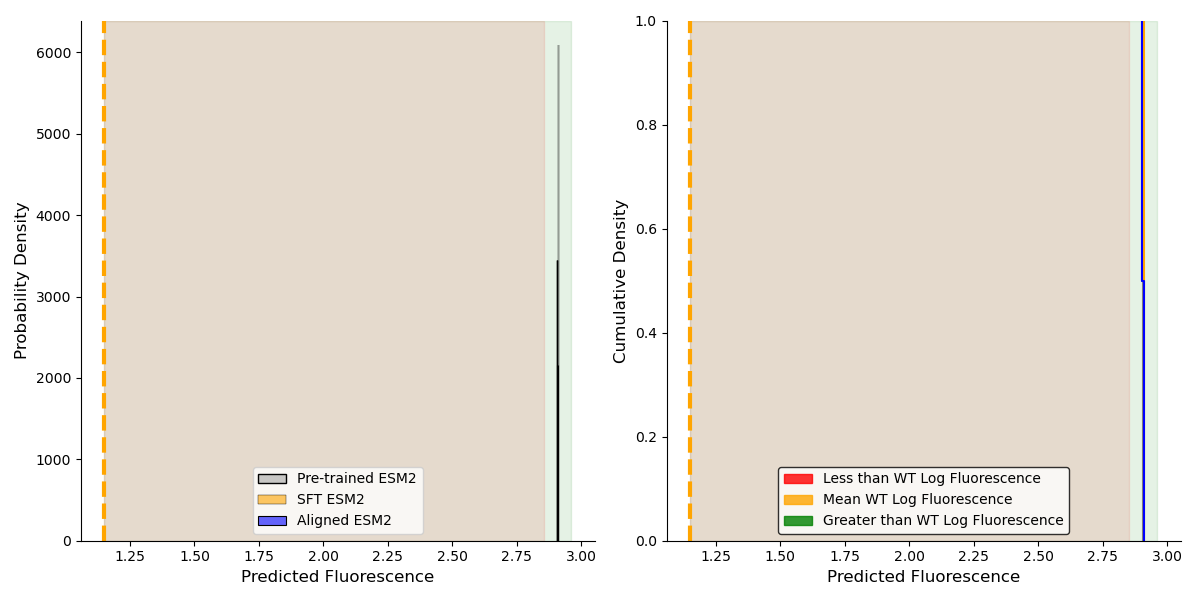 Probability Density
6000
5000
4000
3000
2000
1000
0
1.25 1.50 1.75 2.00 2.25 2.50 2.75 3.00
Predicted Fluorescence
Pre-trained ESM2
SFT ESM2
Aligned ESM2
Cumulative Density
1.0
0.8
0.6
0.4
0.2
0.0
1.25 1.50 1.75 2.00 2.25 2.50 2.75 3.00
Predicted Fluorescence
Less than WT Log Fluorescence
Mean WT Log Fluorescence
Greater than WT Log Fluorescence